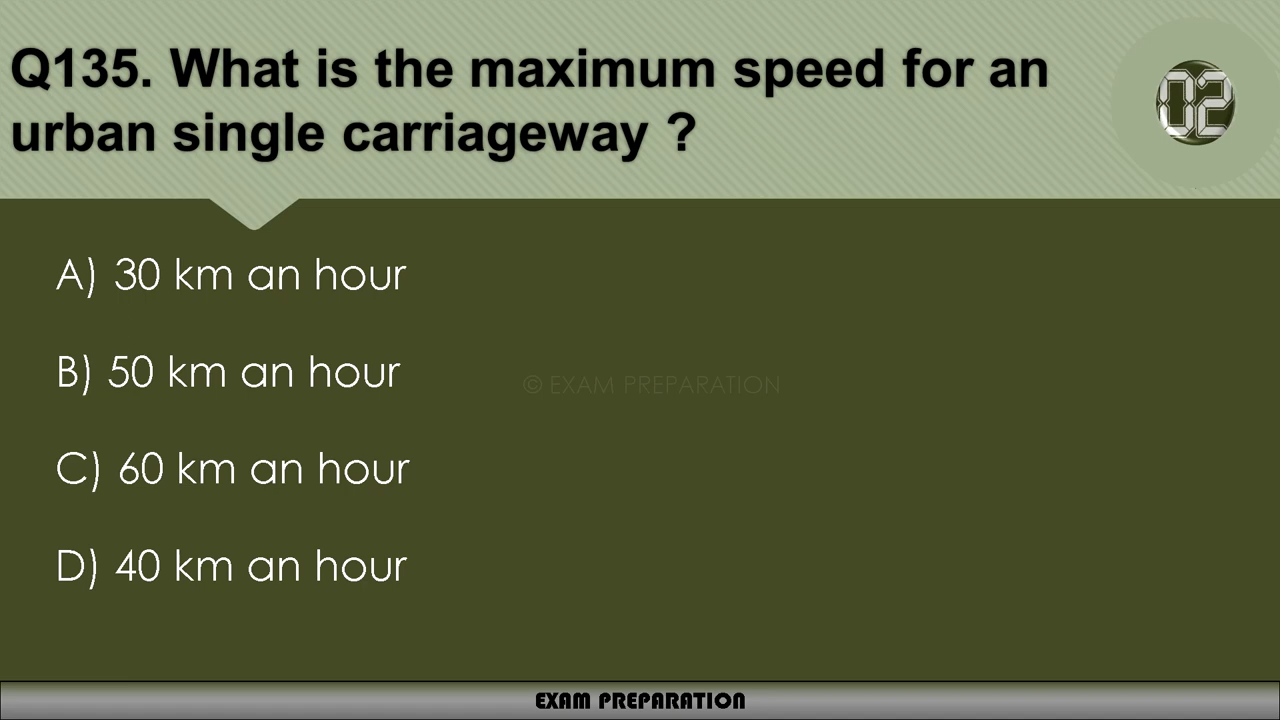 Q135. What is the maximum speed for an
urban single carriageway ?
02
A) 30 km an hour
B) 50 km an hour
© EXAM PREPARATION
C) 60 km an hour
D) 40 km an hour
EXAM PREPARATION